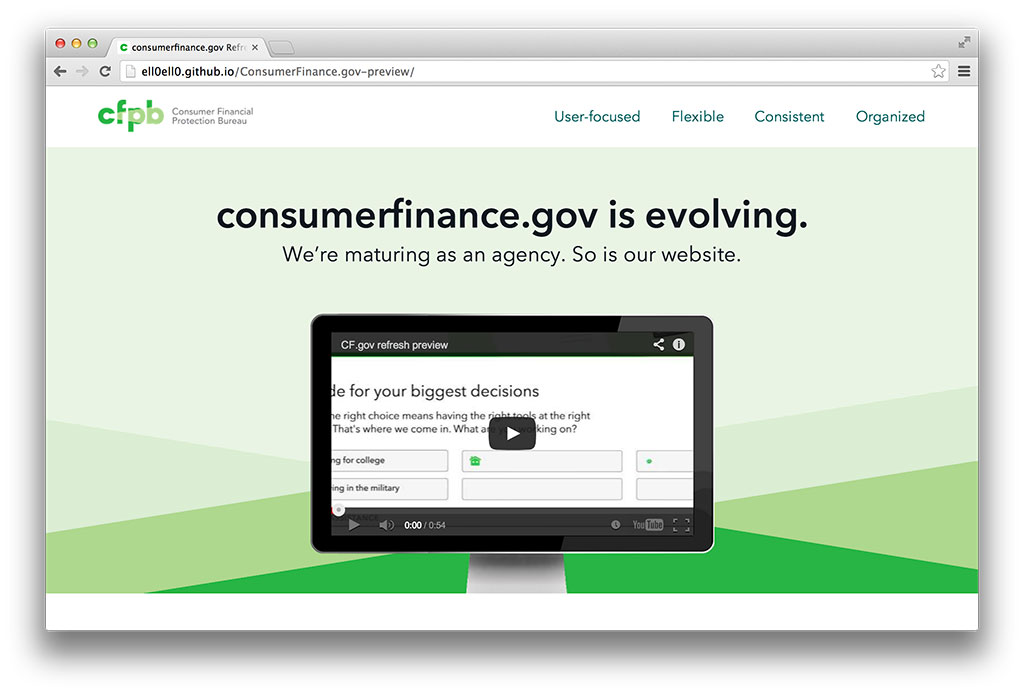 consumerfinance.gov Refr
ell0ell0.github.io/ConsumerFinance.gov-preview/
cfpb
Consumer Financial
Protection Bureau
User-focused Flexible Consistent Organized
consumerfinance.gov is evolving.
We're maturing as an agency. So is our website.
CF.gov refresh preview
de for your biggest decisions
he right choice means having the right tools at the right
That's where we come in. What are you working on?
ng for college
ing in the military
0:00 / 0:54
YouTube